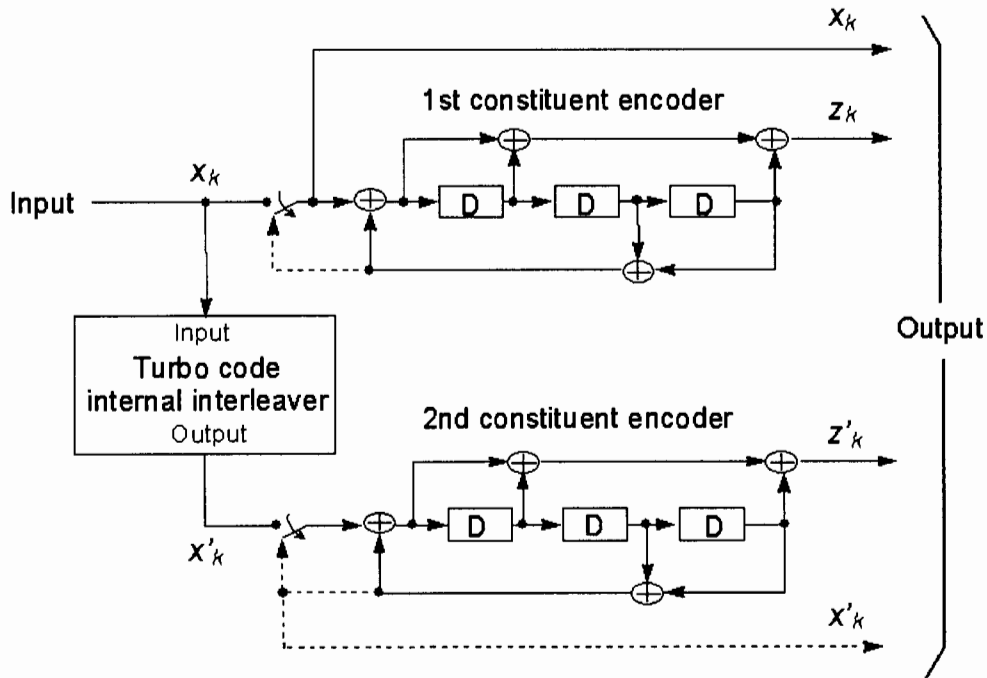 x_k
1st constituent encoder
z_k
x_k
Input
D D D
Input
Turbo code
internal interleaver
Output
Output
2nd constituent encoder
z'_k
D D D
x'_k
x'_k